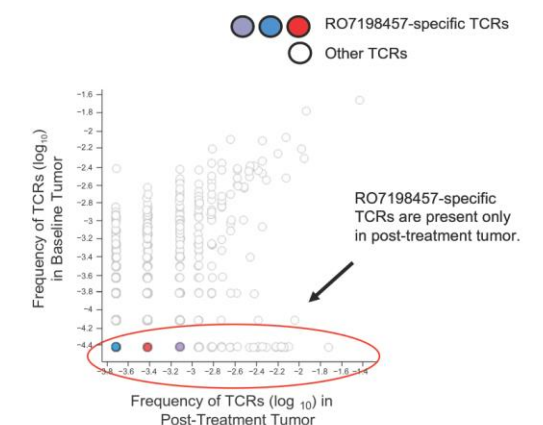 RO7198457-specific TCRs
Other TCRs
Frequency of TCRs (log10)
in Baseline Tumor
−1.6
−1.8
−2
−2.2
−2.4
−2.6
−2.8
−3
−3.2
−3.4
−3.6
−3.8
−4
−4.2
−4.4
RO7198457-specific
TCRs are present only
in post-treatment tumor.
−3.8 −3.6 −3.4 −3.2 −3 −2.8 −2.6 −2.4 −2.2 −2 −1.8 −1.6 −1.4
Frequency of TCRs (log 10) in
Post-Treatment Tumor